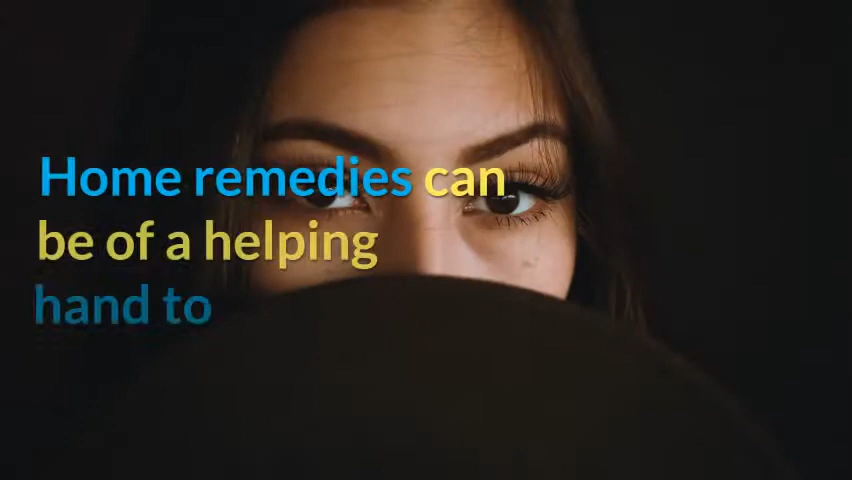 Home remedies can
be of a helping
hand to